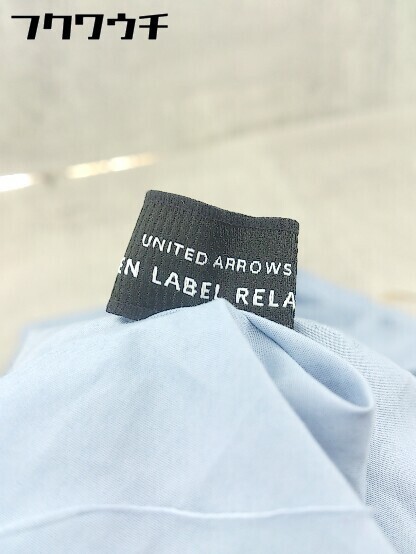 フクワウチ
UNITED ARROWS
EN LABEL RELA